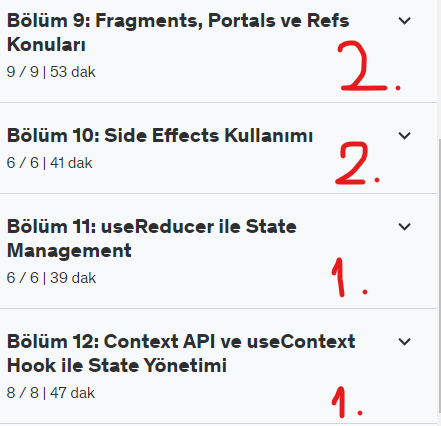 Bölüm 9: Fragments, Portals ve Refs
Konuları
9 / 9 | 53 dak
2.
Bölüm 10: Side Effects Kullanımı
6 / 6 | 41 dak
2.
Bölüm 11: useReducer ile State
Management
6 / 6 | 39 dak
1.
Bölüm 12: Context API ve useContext
Hook ile State Yönetimi
8 / 8 | 47 dak
1.